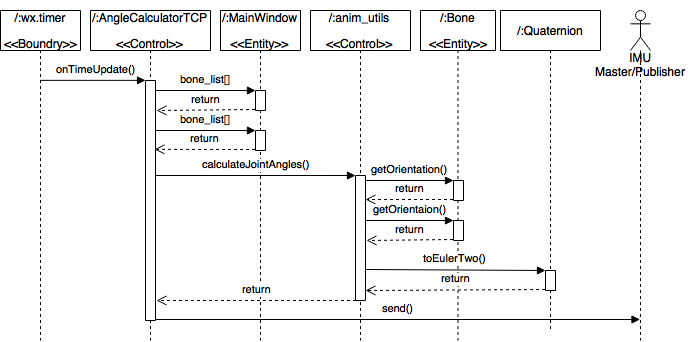 /:wx.timer
<<Boundry>>
/:AngleCalculatorTCP
<<Control>>
/:MainWindow
<<Entity>>
/:anim_utils
<<Control>>
/:Bone
<<Entity>>
/:Quaternion
IMU
Master/Publisher
onTimeUpdate()
bone_list[]
return
bone_list[]
return
calculateJointAngles()
getOrientation()
return
getOrientaion()
return
toEulerTwo()
return
return
send()